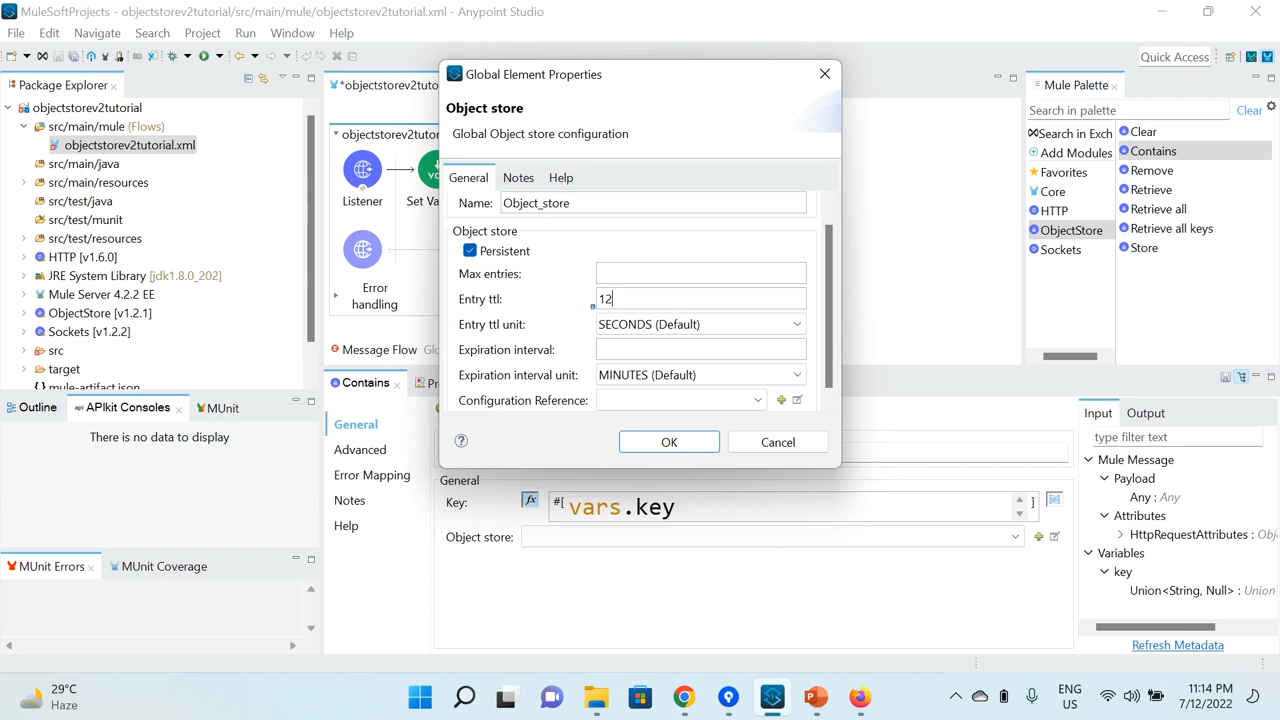 MuleSoftProjects - objectstorev2tutorial/src/main/mule/objectstorev2tutorial.xml - Anypoint Studio
File Edit Navigate Search Project Run Window Help
Quick Access
Package Explorer
objectstorev2tutorial
src/main/mule (Flows)
objectstorev2tutorial.xml
src/main/java
src/main/resources
src/test/java
src/test/munit
src/test/resources
HTTP [v1.6.0]
JRE System Library [jdk1.8.0_202]
Mule Server 4.2.2 EE
ObjectStore [v1.2.1]
Sockets [v1.2.2]
src
target
mule-artifact.json
*objectstorev2tuto
objectstorev2tutorial
Listener
Set Va
Error
handling
Message Flow Glo
Global Element Properties
Object store
Global Object store configuration
General Notes Help
Name: Object_store
Object store
Persistent
Max entries:
Entry ttl: 12
Entry ttl unit: SECONDS (Default)
Expiration interval:
Expiration interval unit: MINUTES (Default)
Configuration Reference:
OK Cancel
Mule Palette
Search in palette Clear
Search in Exch
Add Modules
Favorites
Core
HTTP
ObjectStore
Sockets
Clear
Contains
Remove
Retrieve
Retrieve all
Retrieve all keys
Store
Outline APIkit Consoles MUnit
There is no data to display
MUnit Errors MUnit Coverage
Contains Pr
General
Advanced
Error Mapping
Notes
Help
General
Key: fx #[ vars.key ]
Object store:
Input Output
type filter text
Mule Message
Payload
Any : Any
Attributes
HttpRequestAttributes : Obj
Variables
key
Union<String, Null> : Union
Refresh Metadata
29°C
Haze
ENG
US
11:14 PM
7/12/2022